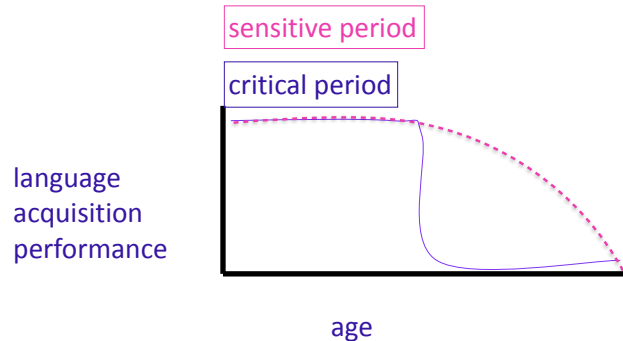 sensitive period
critical period
language
acquisition
performance
age